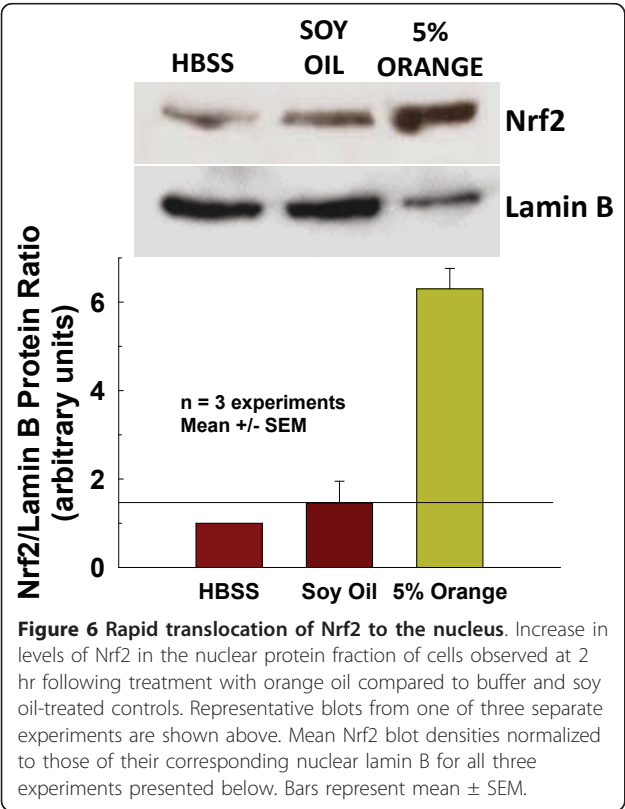 HBSS
SOY
OIL
5%
ORANGE
Nrf2
Lamin B
Nrf2/Lamin B Protein Ratio
(arbitrary units)
6
4
2
0
n = 3 experiments
Mean +/- SEM
HBSS Soy Oil 5% Orange
Figure 6 Rapid translocation of Nrf2 to the nucleus. Increase in
levels of Nrf2 in the nuclear protein fraction of cells observed at 2
hr following treatment with orange oil compared to buffer and soy
oil-treated controls. Representative blots from one of three separate
experiments are shown above. Mean Nrf2 blot densities normalized
to those of their corresponding nuclear lamin B for all three
experiments presented below. Bars represent mean ± SEM.